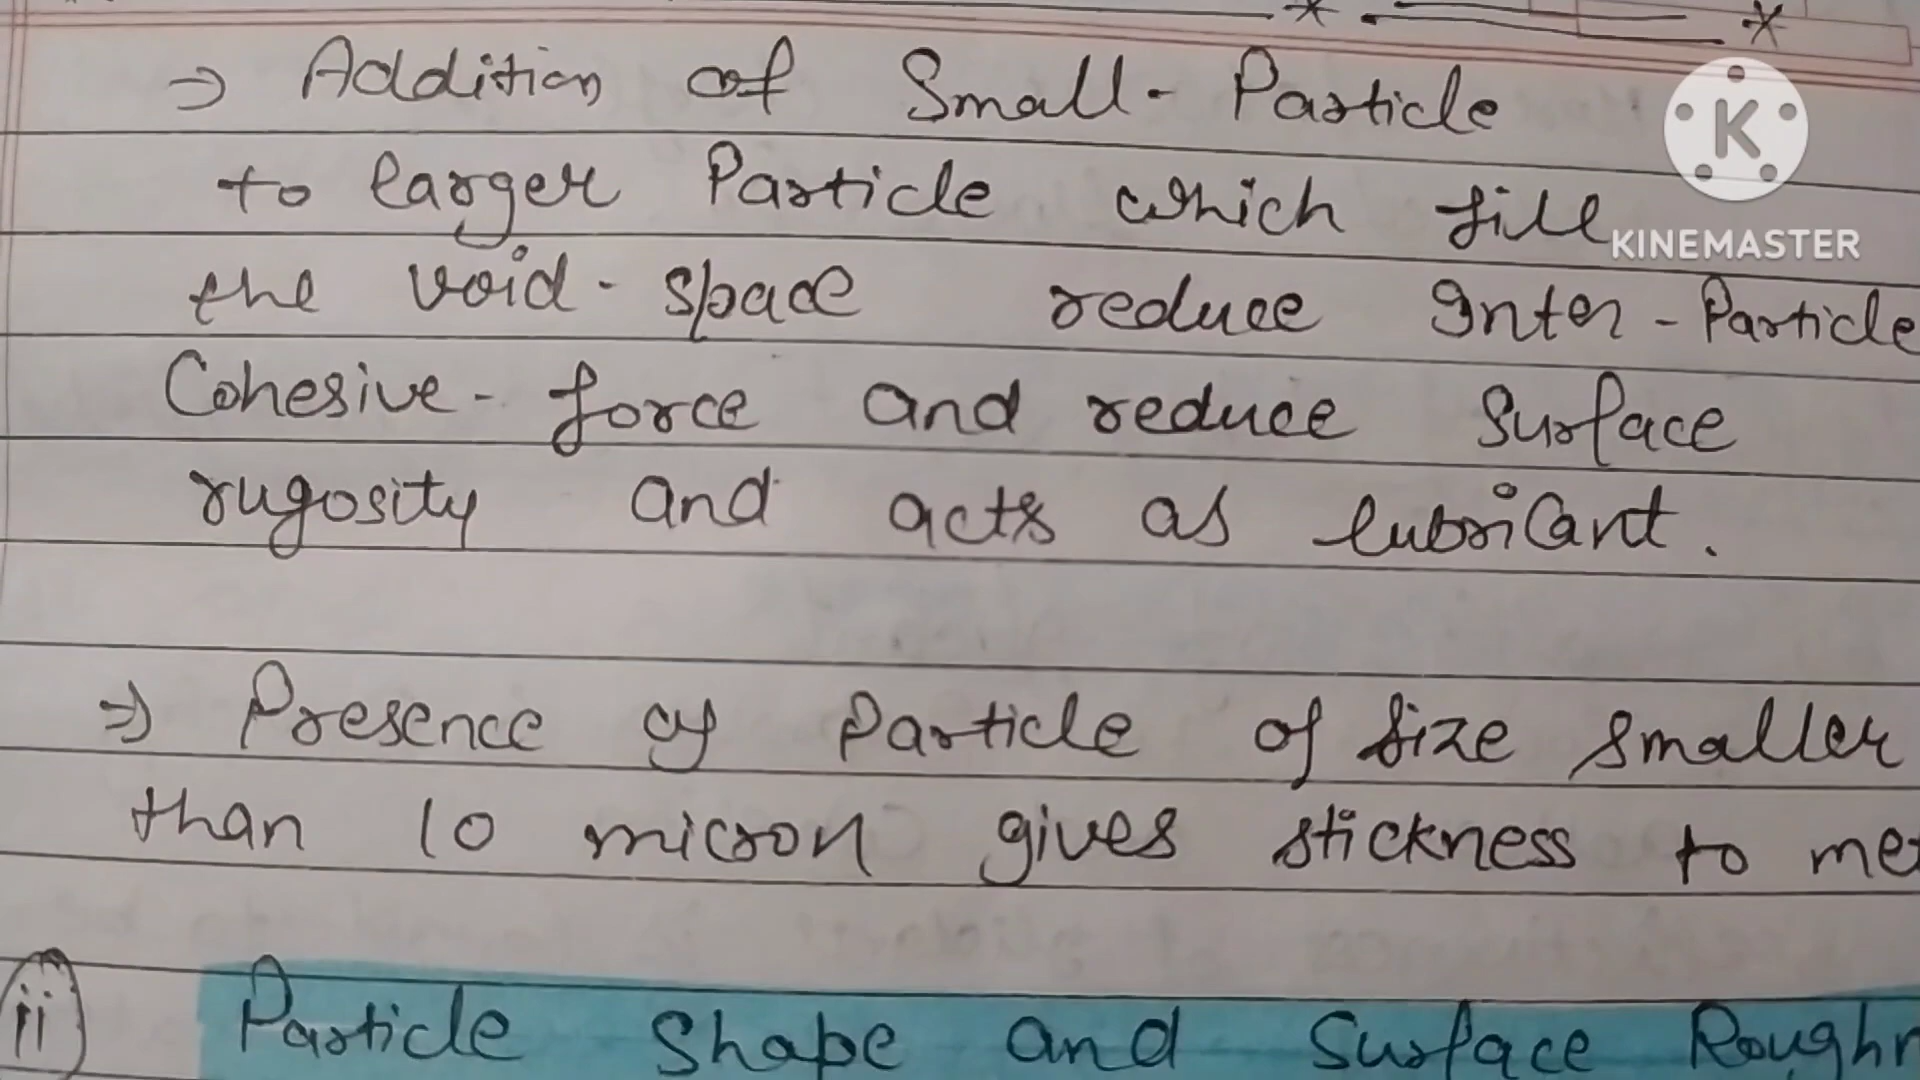 ⇒ Addition of Small-Particle
to larger Particle which fill
KINEMASTER
the void-space reduce Inter-Particle
Cohesive-force and reduce Surface
rugosity and acts as lubricant.
⇒ Presence of Particle of size smaller
than 10 micron gives stickness to
ii) Particle Shape and Surface